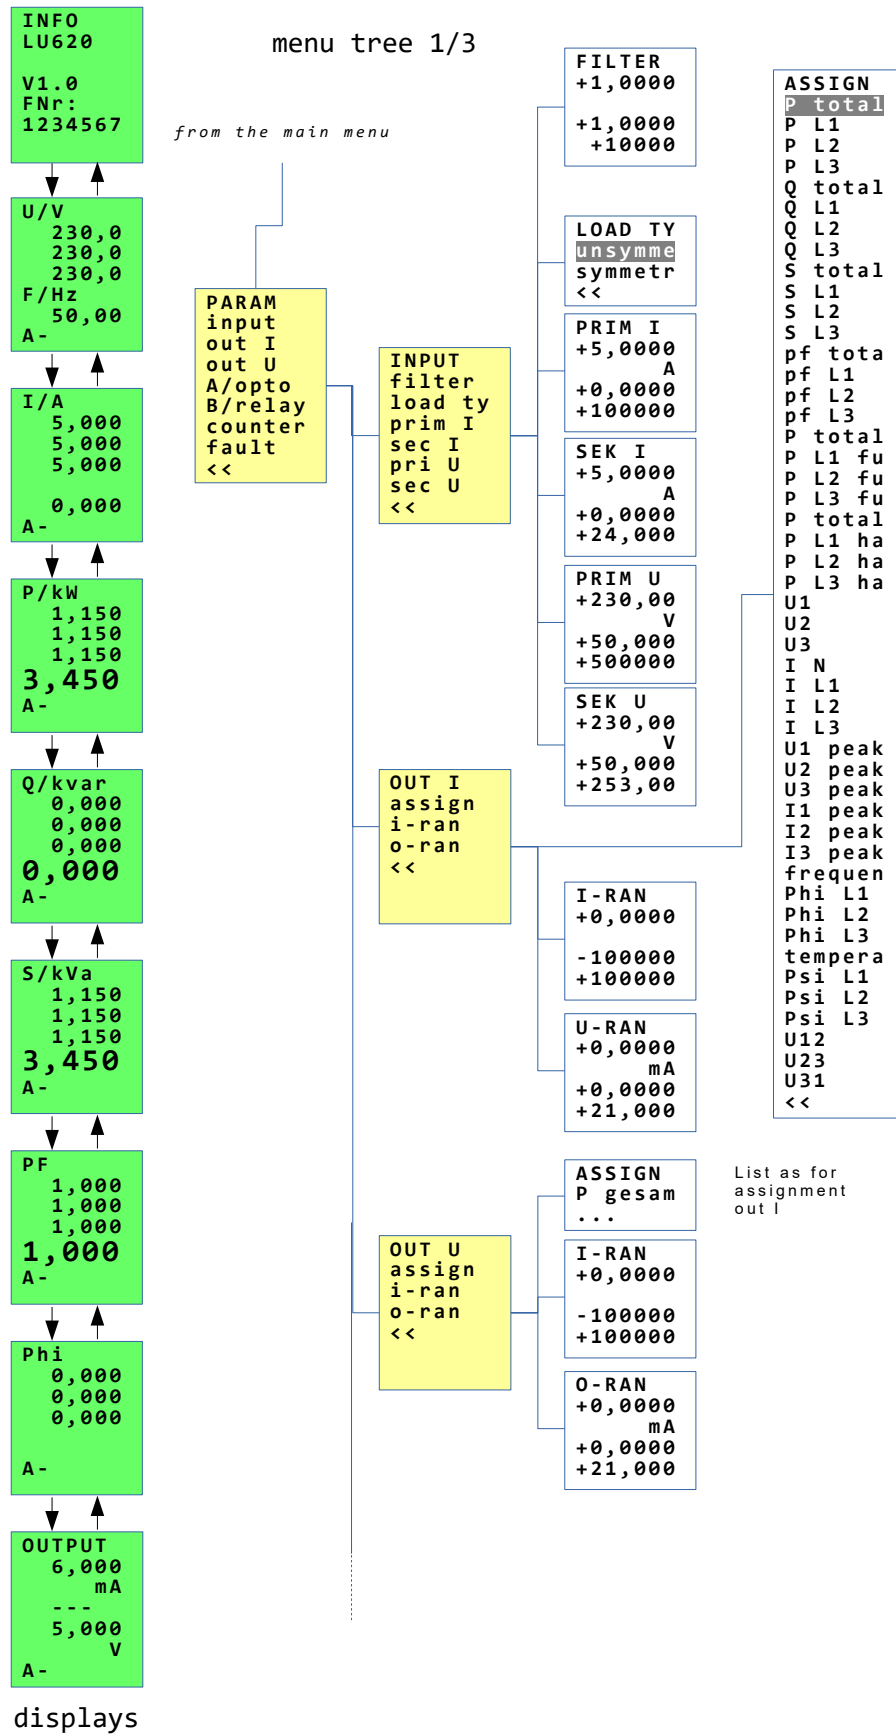 INFO
LU620
V1.0
FNr:
1234567
U/V
230,0
230,0
230,0
F/Hz
50,00
A-
I/A
5,000
5,000
5,000
0,000
A-
P/kW
1,150
1,150
1,150
3,450
A-
Q/kvar
0,000
0,000
0,000
0,000
A-
S/kVa
1,150
1,150
1,150
3,450
A-
PF
1,000
1,000
1,000
1,000
A-
Phi
0,000
0,000
0,000
A-
OUTPUT
6,000
mA
---
5,000
V
A-
displays
menu tree 1/3
from the main menu
PARAM
input
out I
out U
A/opto
B/relay
counter
fault
<<
INPUT
filter
load ty
prim I
sec I
pri U
sec U
<<
OUT I
assign
i-ran
o-ran
<<
OUT U
assign
i-ran
o-ran
<<
FILTER
+1,0000
+1,0000
+10000
LOAD TY
unsymme
symmetr
<<
PRIM I
+5,0000
A
+0,0000
+100000
SEK I
+5,0000
A
+0,0000
+24,000
PRIM U
+230,00
V
+50,000
+500000
SEK U
+230,00
V
+50,000
+253,00
I-RAN
+0,0000
-100000
+100000
U-RAN
+0,0000
mA
+0,0000
+21,000
ASSIGN
P gesam
...
I-RAN
+0,0000
-100000
+100000
O-RAN
+0,0000
mA
+0,0000
+21,000
ASSIGN
P total
P L1
P L2
P L3
Q total
Q L1
Q L2
Q L3
S total
S L1
S L2
S L3
pf tota
pf L1
pf L2
pf L3
P total
P L1 fu
P L2 fu
P L3 fu
P total
P L1 ha
P L2 ha
P L3 ha
U1
U2
U3
I N
I L1
I L2
I L3
U1 peak
U2 peak
U3 peak
I1 peak
I2 peak
I3 peak
frequen
Phi L1
Phi L2
Phi L3
tempera
Psi L1
Psi L2
Psi L3
U12
U23
U31
<<
List as for
assignment
out I